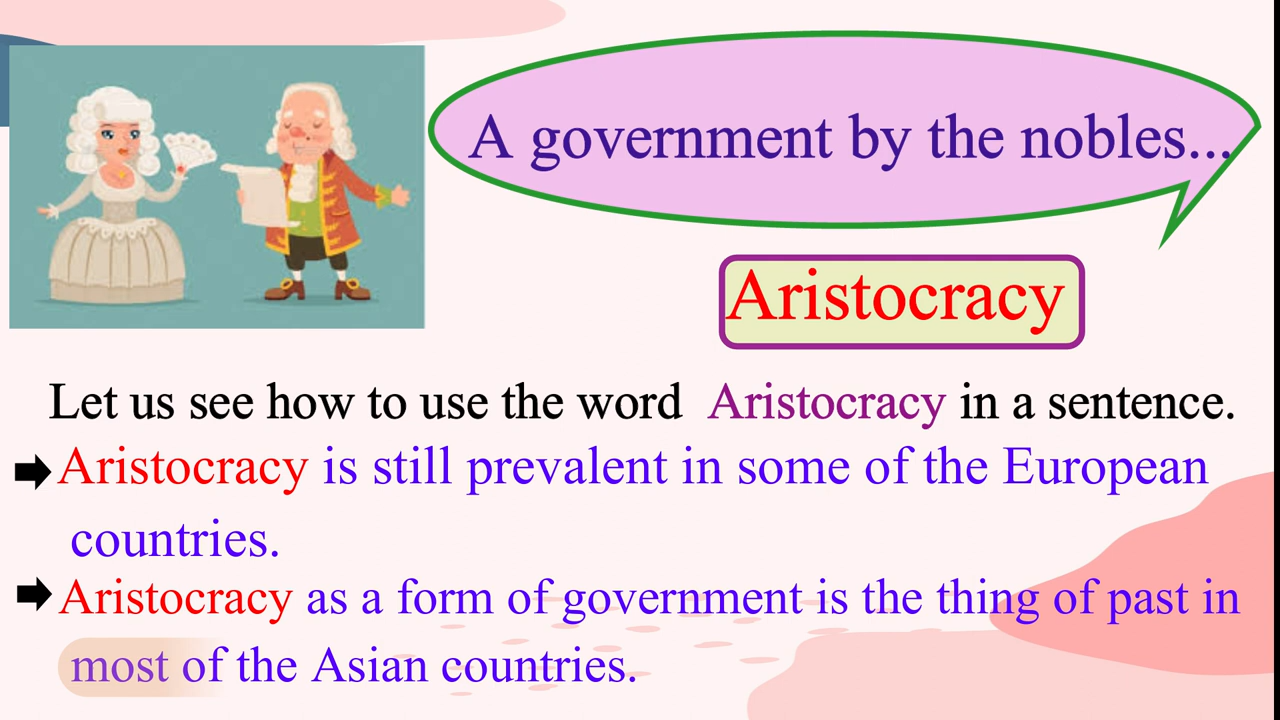 A government by the nobles...
Aristocracy
Let us see how to use the word Aristocracy in a sentence.
Aristocracy is still prevalent in some of the European
countries.
Aristocracy as a form of government is the thing of past in
most of the Asian countries.